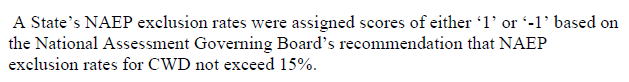 A State’s NAEP exclusion rates were assigned scores of either ‘1’ or ‘-1’ based on
the National Assessment Governing Board’s recommendation that NAEP
exclusion rates for CWD not exceed 15%.